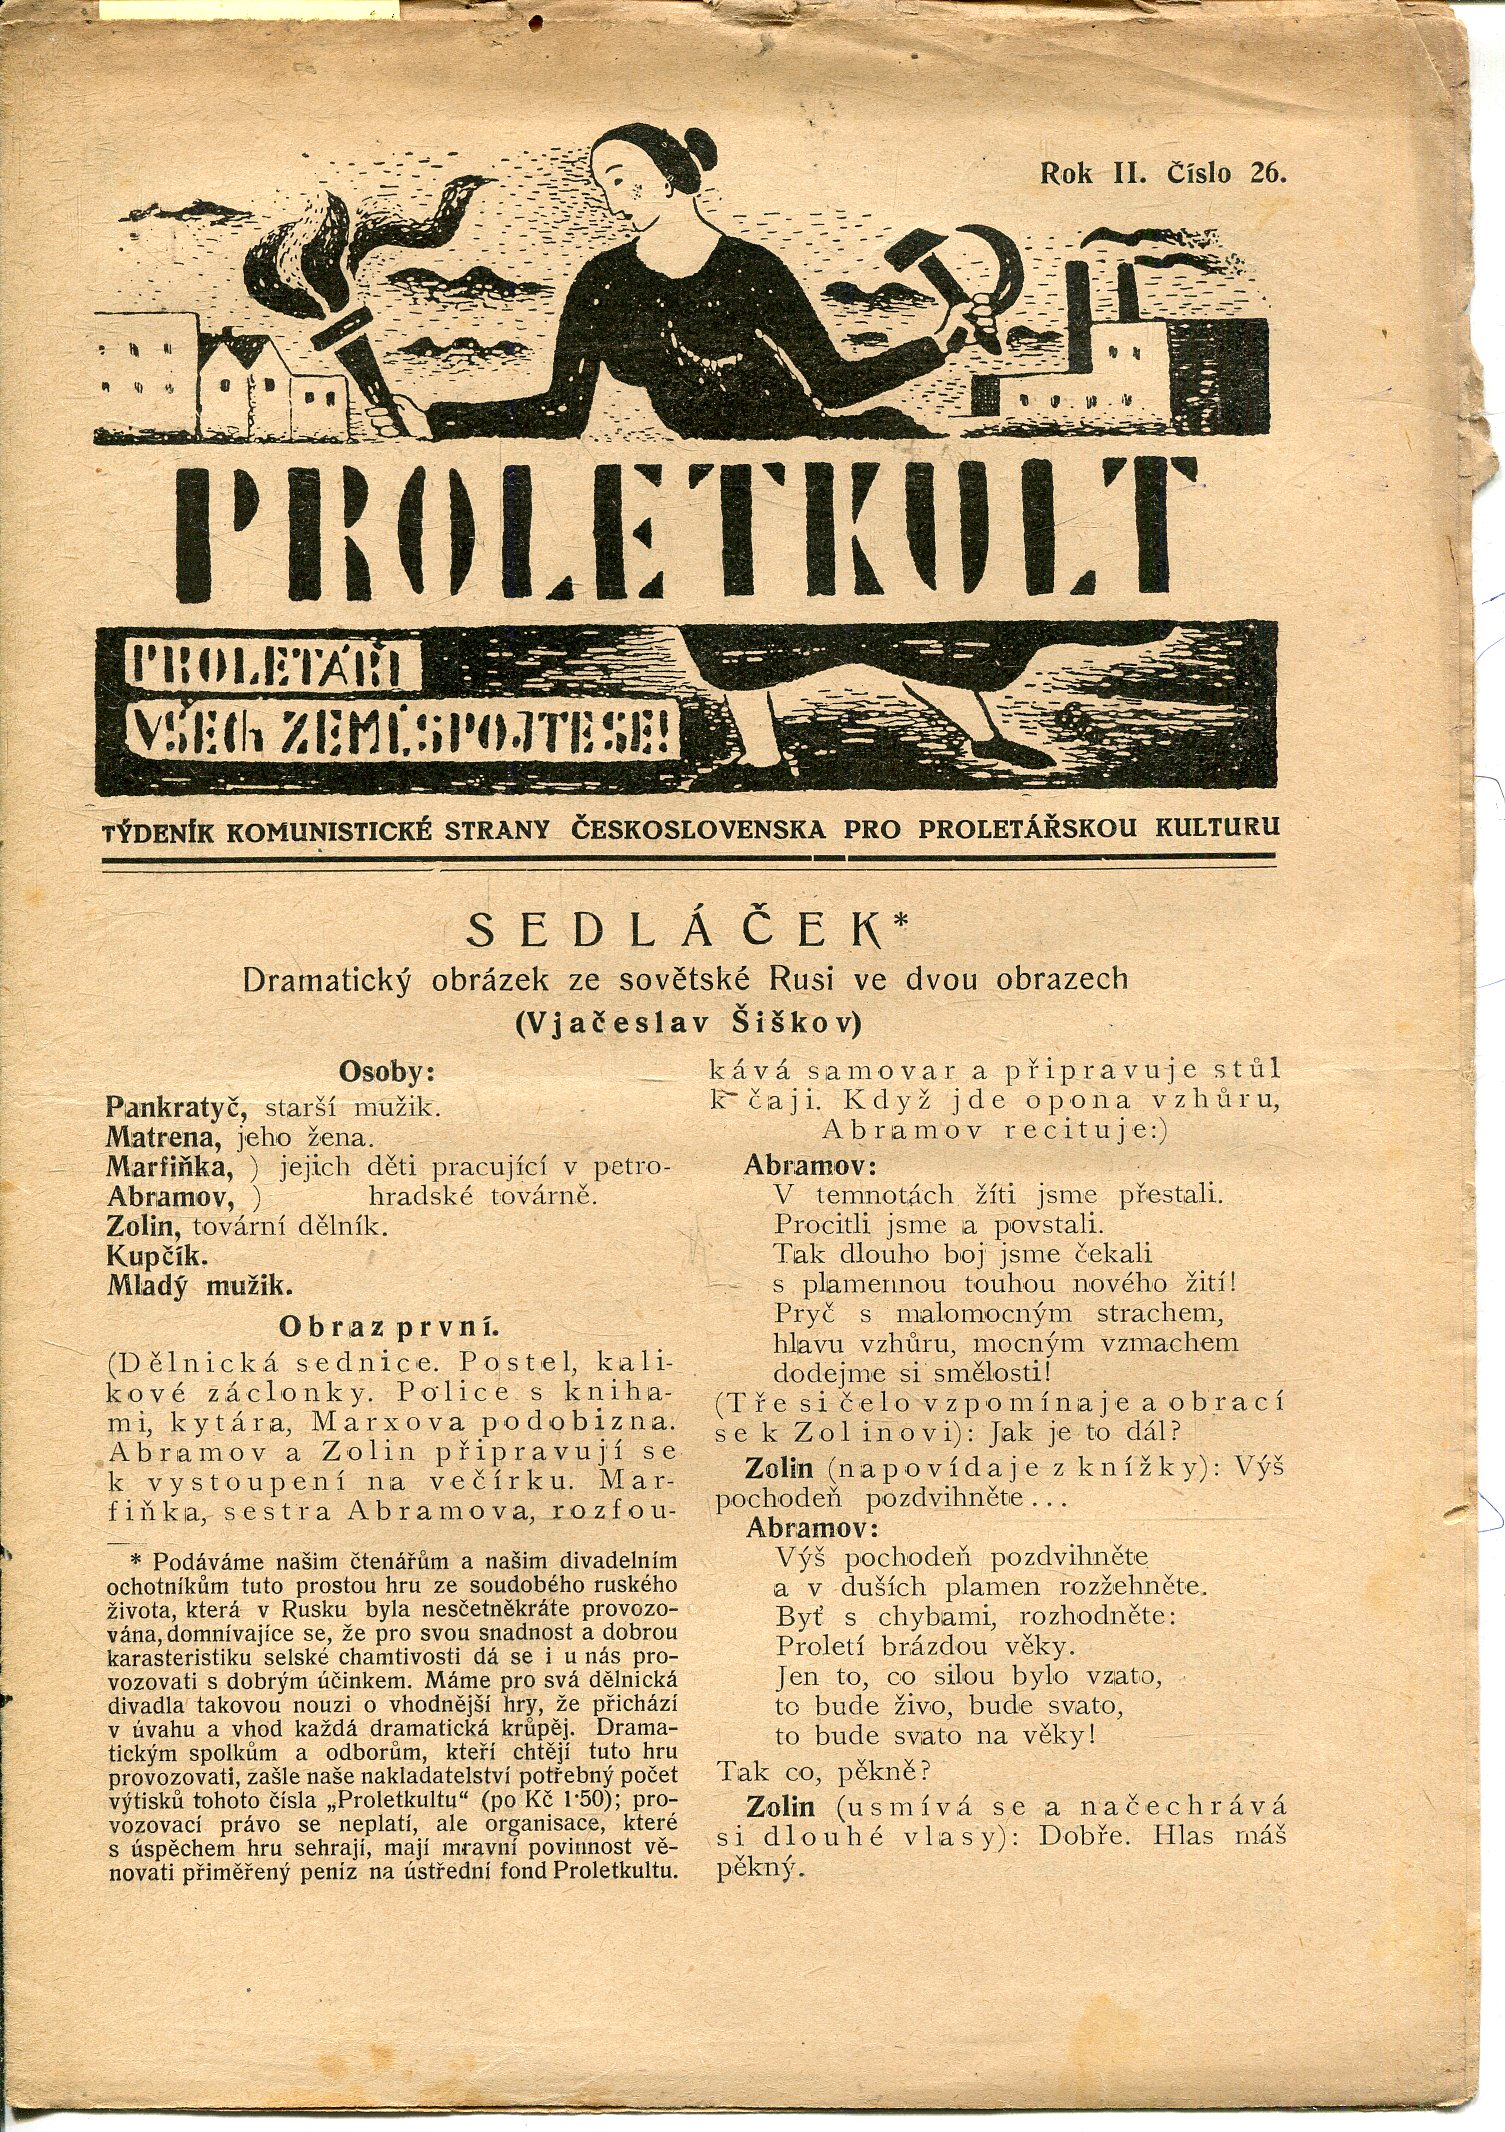 Rok II. Číslo 26.
PROLETKULT
PROLETÁŘI
VŠECH ZEMÍ, SPOJTE SE!
TÝDENÍK KOMUNISTICKÉ STRANY ČESKOSLOVENSKA PRO PROLETÁŘSKOU KULTURU
SEDLÁČEK*
Dramatický obrázek ze sovětské Rusi ve dvou obrazech
(Vjačeslav Šiškov)
Osoby:
Pankratyč, starší mužik.
Matrena, jeho žena.
Marfiňka, ) jejich děti pracující v petro-
Abramov, ) hradské továrně.
Zolin, tovární dělník.
Kupčík.
Mladý mužik.
Obraz první.
(Dělnická sednice. Postel, kali-
kové záclonky. Police s kniha-
mi, kytára, Marxova podobizna.
Abramov a Zolin připravují se
k vystoupení na večírku. Mar-
fiňka, sestra Abramova, rozfou-
* Podáváme našim čtenářům a našim divadelním
ochotníkům tuto prostou hru ze soudobého ruského
života, která v Rusku byla nesčetněkráte provozo-
vána, domnívajíce se, že pro svou snadnost a dobrou
karasteristiku selské chamtivosti dá se i u nás pro-
vozovati s dobrým účinkem. Máme pro svá dělnická
divadla takovou nouzi o vhodnější hry, že přichází
v úvahu a vhod každá dramatická krůpěj. Drama-
tickým spolkům a odborům, kteří chtějí tuto hru
provozovati, zašle naše nakladatelství potřebný počet
výtisků tohoto čísla „Proletkultu“ (po Kč 1·50); pro-
vozovací právo se neplatí, ale organisace, které
s úspěchem hru sehrají, mají mravní povinnost vě-
novati přiměřený peníz na ústřední fond Proletkultu.
kává samovar a připravuje stůl
k čaji. Když jde opona vzhůru,
Abramov recituje:)
Abramov:
V temnotách žíti jsme přestali.
Procitli jsme a povstali.
Tak dlouho boj jsme čekali
s plamennou touhou nového žití!
Pryč s malomocným strachem,
hlavu vzhůru, mocným vzmachem
dodejme si smělosti!
(Tře si čelo vzpomínaje a obrací
se k Zolinovi): Jak je to dál?
Zolin (napovídaje z knížky): Výš
pochodeň pozdvihněte...
Abramov:
Výš pochodeň pozdvihněte
a v duších plamen rozžehněte.
Byť s chybami, rozhodněte:
Proletí brázdou věky.
Jen to, co silou bylo vzato,
to bude živo, bude svato,
to bude svato na věky!
Tak co, pěkně?
Zolin (usmívá se a načechrává
si dlouhé vlasy): Dobře. Hlas máš
pěkný.